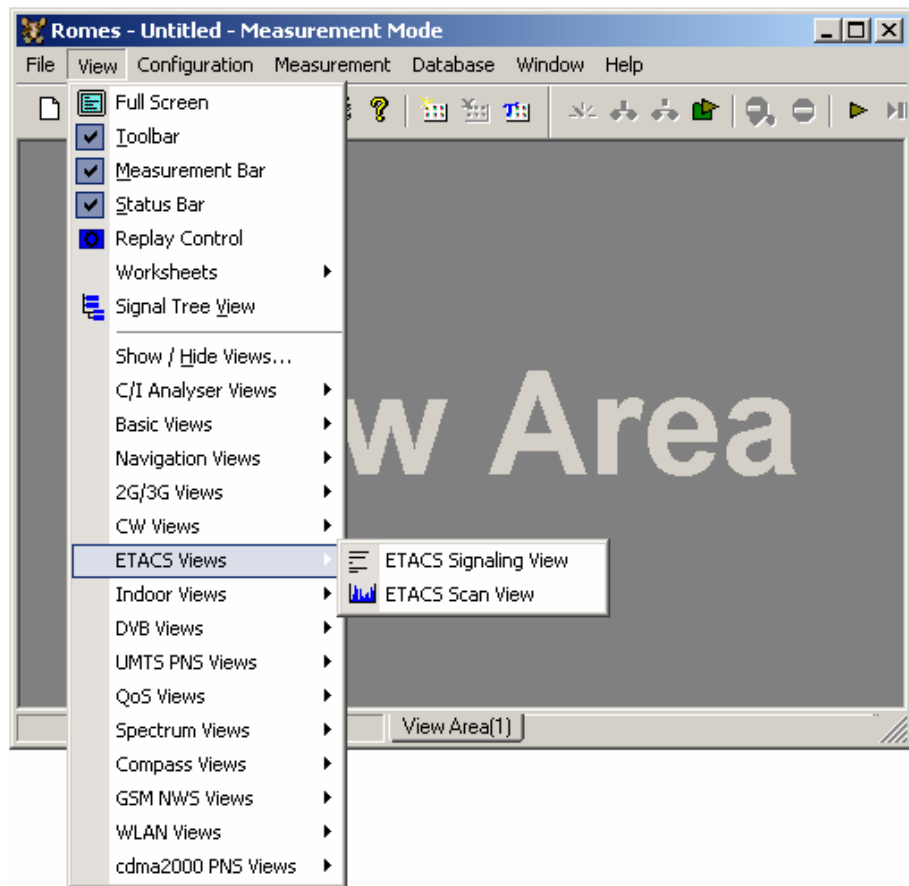 Romes - Untitled - Measurement Mode
File View Configuration Measurement Database Window Help
Full Screen
Toolbar
Measurement Bar
Status Bar
Replay Control
Worksheets
Signal Tree View
Show / Hide Views...
C/I Analyser Views
Basic Views
Navigation Views
2G/3G Views
CW Views
ETACS Views
ETACS Signaling View
ETACS Scan View
Indoor Views
DVB Views
UMTS PNS Views
QoS Views
Spectrum Views
Compass Views
GSM NWS Views
WLAN Views
cdma2000 PNS Views
w Area
View Area(1)